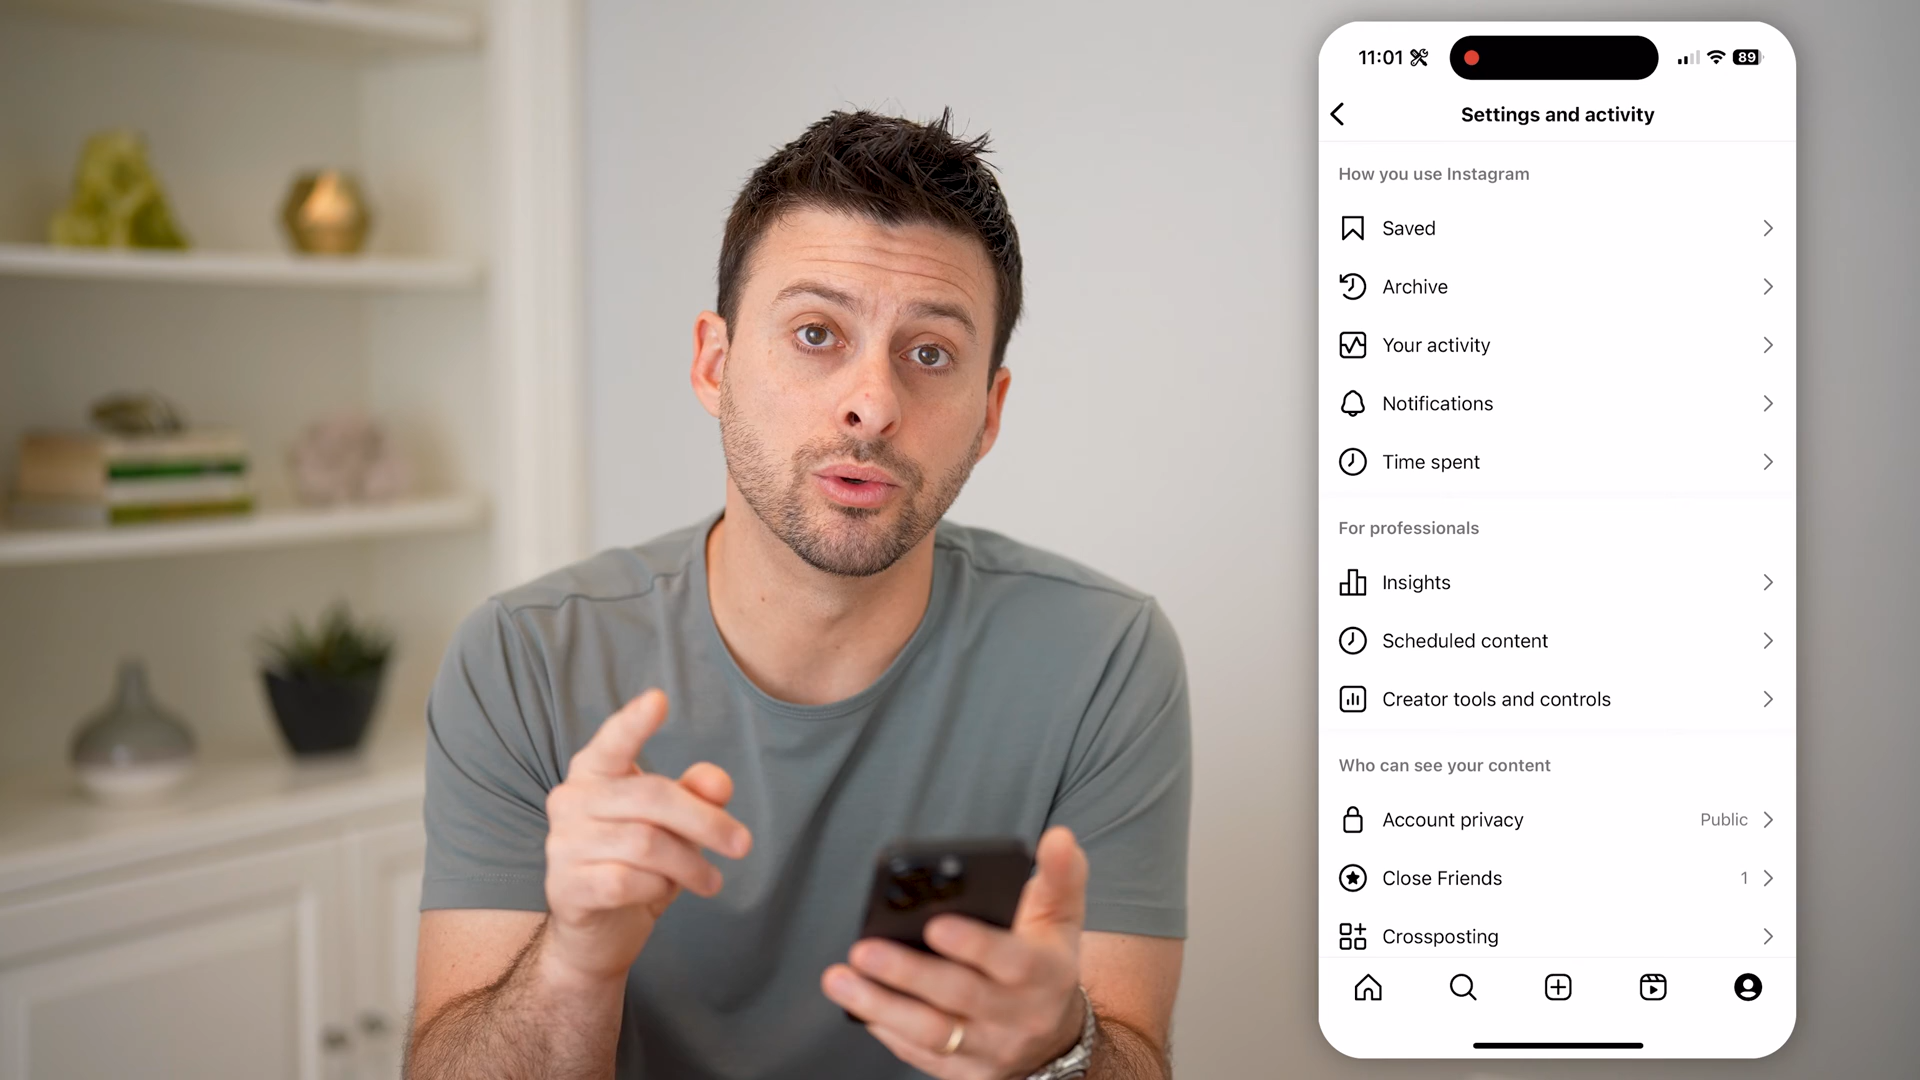 11:01
89
Settings and activity
How you use Instagram
Saved
Archive
Your activity
Notifications
Time spent
For professionals
Insights
Scheduled content
Creator tools and controls
Who can see your content
Account privacy Public
Close Friends 1
Crossposting